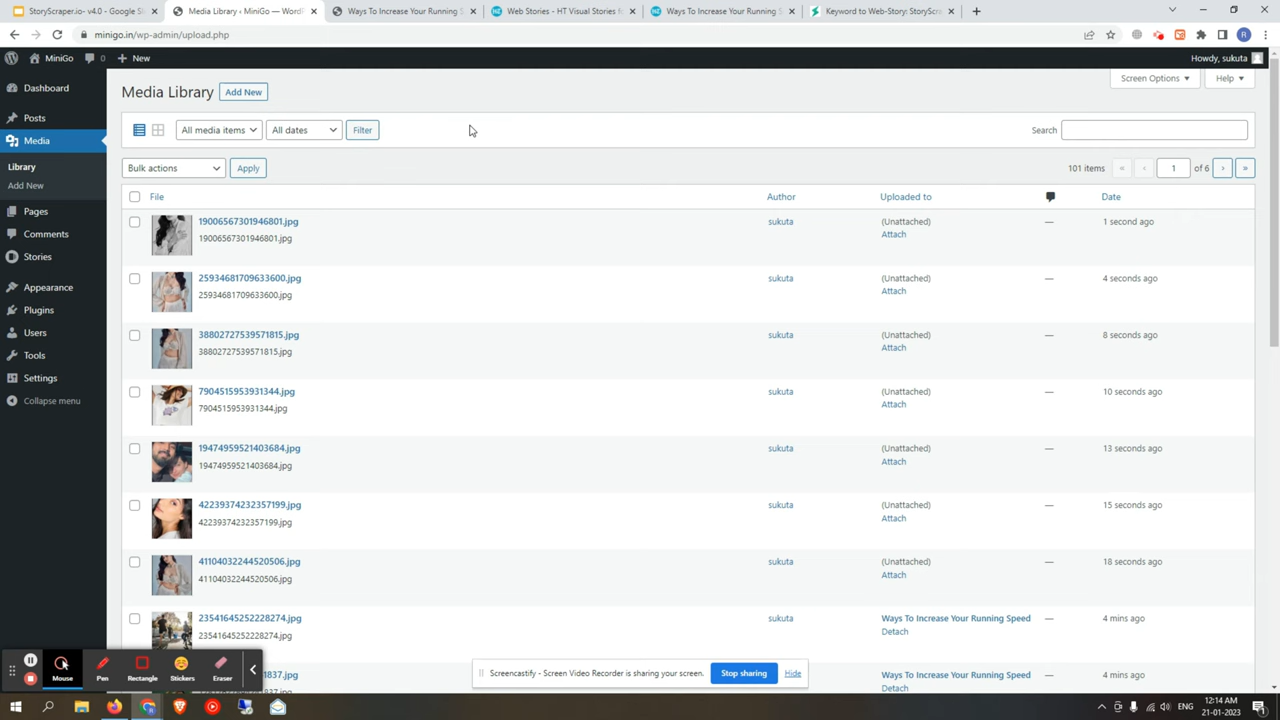 StoryScraper.io- v4.0 - Google Sl
Media Library ‹ MiniGo — WordP
Ways To Increase Your Running S
Web Stories - HT Visual Stories fo
Ways To Increase Your Running S
Keyword to Web-Story: StoryScra
minigo.in/wp-admin/upload.php
R
MiniGo
0
New
Howdy, sukuta
Dashboard
Posts
Media
Library
Add New
Pages
Comments
Stories
Appearance
Plugins
Users
Tools
Settings
Collapse menu
Media Library
Add New
Screen Options
Help
All media items
All dates
Filter
Search
Bulk actions
Apply
101 items
«
‹
1
of 6
›
»
File
Author
Uploaded to
Date
19006567301946801.jpg
19006567301946801.jpg
sukuta
(Unattached)
Attach
—
1 second ago
25934681709633600.jpg
25934681709633600.jpg
sukuta
(Unattached)
Attach
—
4 seconds ago
38802727539571815.jpg
38802727539571815.jpg
sukuta
(Unattached)
Attach
—
8 seconds ago
7904515953931344.jpg
7904515953931344.jpg
sukuta
(Unattached)
Attach
—
10 seconds ago
19474959521403684.jpg
19474959521403684.jpg
sukuta
(Unattached)
Attach
—
13 seconds ago
42239374232357199.jpg
42239374232357199.jpg
sukuta
(Unattached)
Attach
—
15 seconds ago
41104032244520506.jpg
41104032244520506.jpg
sukuta
(Unattached)
Attach
—
18 seconds ago
23541645252228274.jpg
23541645252228274.jpg
sukuta
Ways To Increase Your Running Speed
Detach
—
4 mins ago
1837.jpg
sukuta
Ways To Increase Your Running Speed
Detach
—
4 mins ago
Mouse
Pen
Rectangle
Stickers
Eraser
Screencastify - Screen Video Recorder is sharing your screen.
Stop sharing
Hide
ENG
12:14 AM
21-01-2023